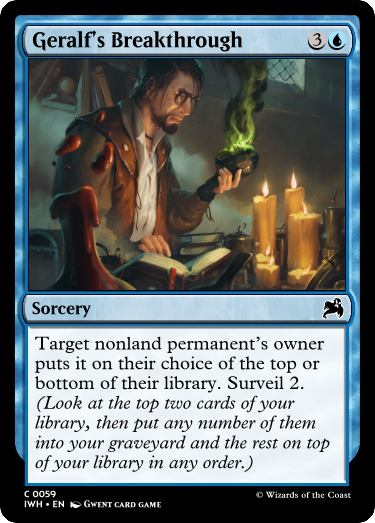 Geralf's Breakthrough 3
Sorcery
Target nonland permanent's owner
puts it on their choice of the top or
bottom of their library. Surveil 2.
(Look at the top two cards of your
library, then put any number of them
into your graveyard and the rest on top
of your library in any order.)
C 0059
IWH • EN Gwent Card Game
© Wizards of the Coast